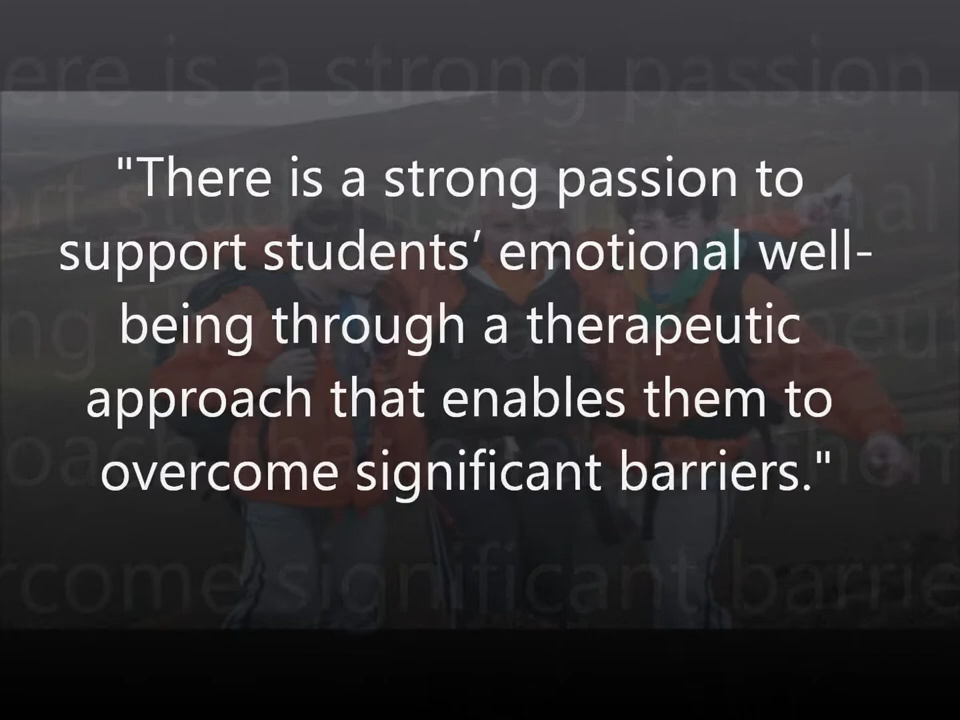 "There is a strong passion to
support students’ emotional well-
being through a therapeutic
approach that enables them to
overcome significant barriers."